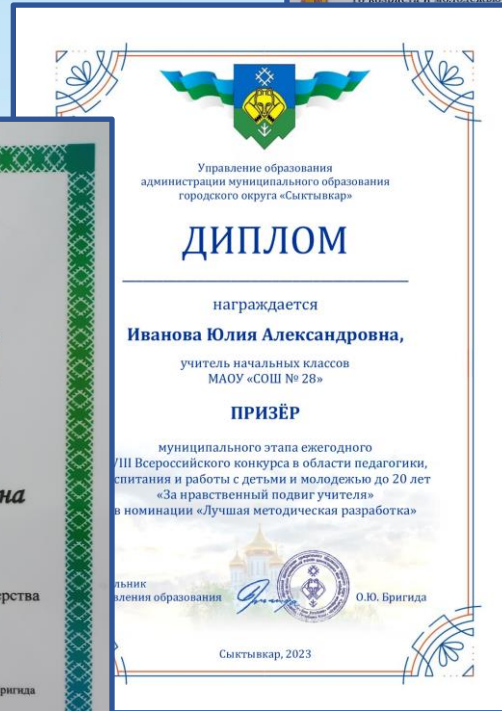 Управление образования
администрации муниципального образования
городского округа «Сыктывкар»
ДИПЛОМ
награждается
Иванова Юлия Александровна,
учитель начальных классов
МАОУ «СОШ № 28»
ПРИЗЁР
муниципального этапа ежегодного
Всероссийского конкурса в области педагогики,
и работы с детьми и молодежью до 20 лет
«За нравственный подвиг учителя»
в номинации «Лучшая методическая разработка»
образования
О.Ю. Бригида
Сыктывкар, 2023